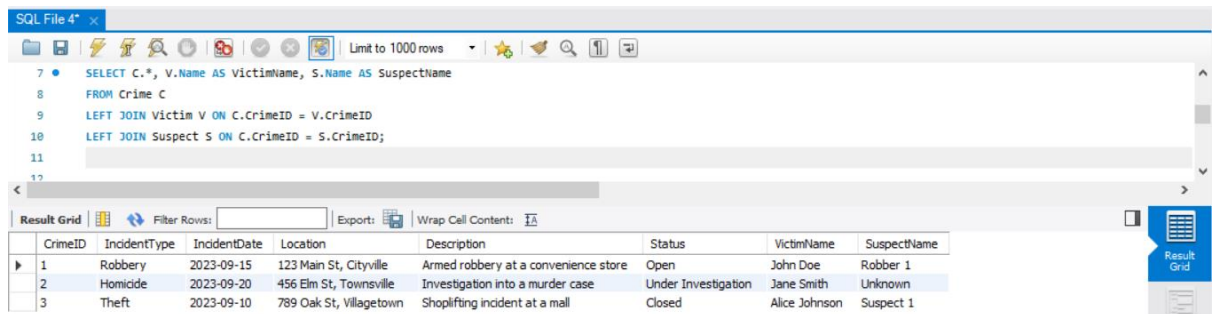 SQL File 4*
Limit to 1000 rows
7 SELECT C.*, V.Name AS VictimName, S.Name AS SuspectName
8 FROM Crime C
9 LEFT JOIN Victim V ON C.CrimeID = V.CrimeID
10 LEFT JOIN Suspect S ON C.CrimeID = S.CrimeID;
11
12
Result Grid Filter Rows: Export: Wrap Cell Content: IA
CrimeID IncidentType IncidentDate Location Description Status VictimName SuspectName
1 Robbery 2023-09-15 123 Main St, Cityville Armed robbery at a convenience store Open John Doe Robber 1
2 Homicide 2023-09-20 456 Elm St, Townsville Investigation into a murder case Under Investigation Jane Smith Unknown
3 Theft 2023-09-10 789 Oak St, Villagetown Shoplifting incident at a mall Closed Alice Johnson Suspect 1
Result
Grid